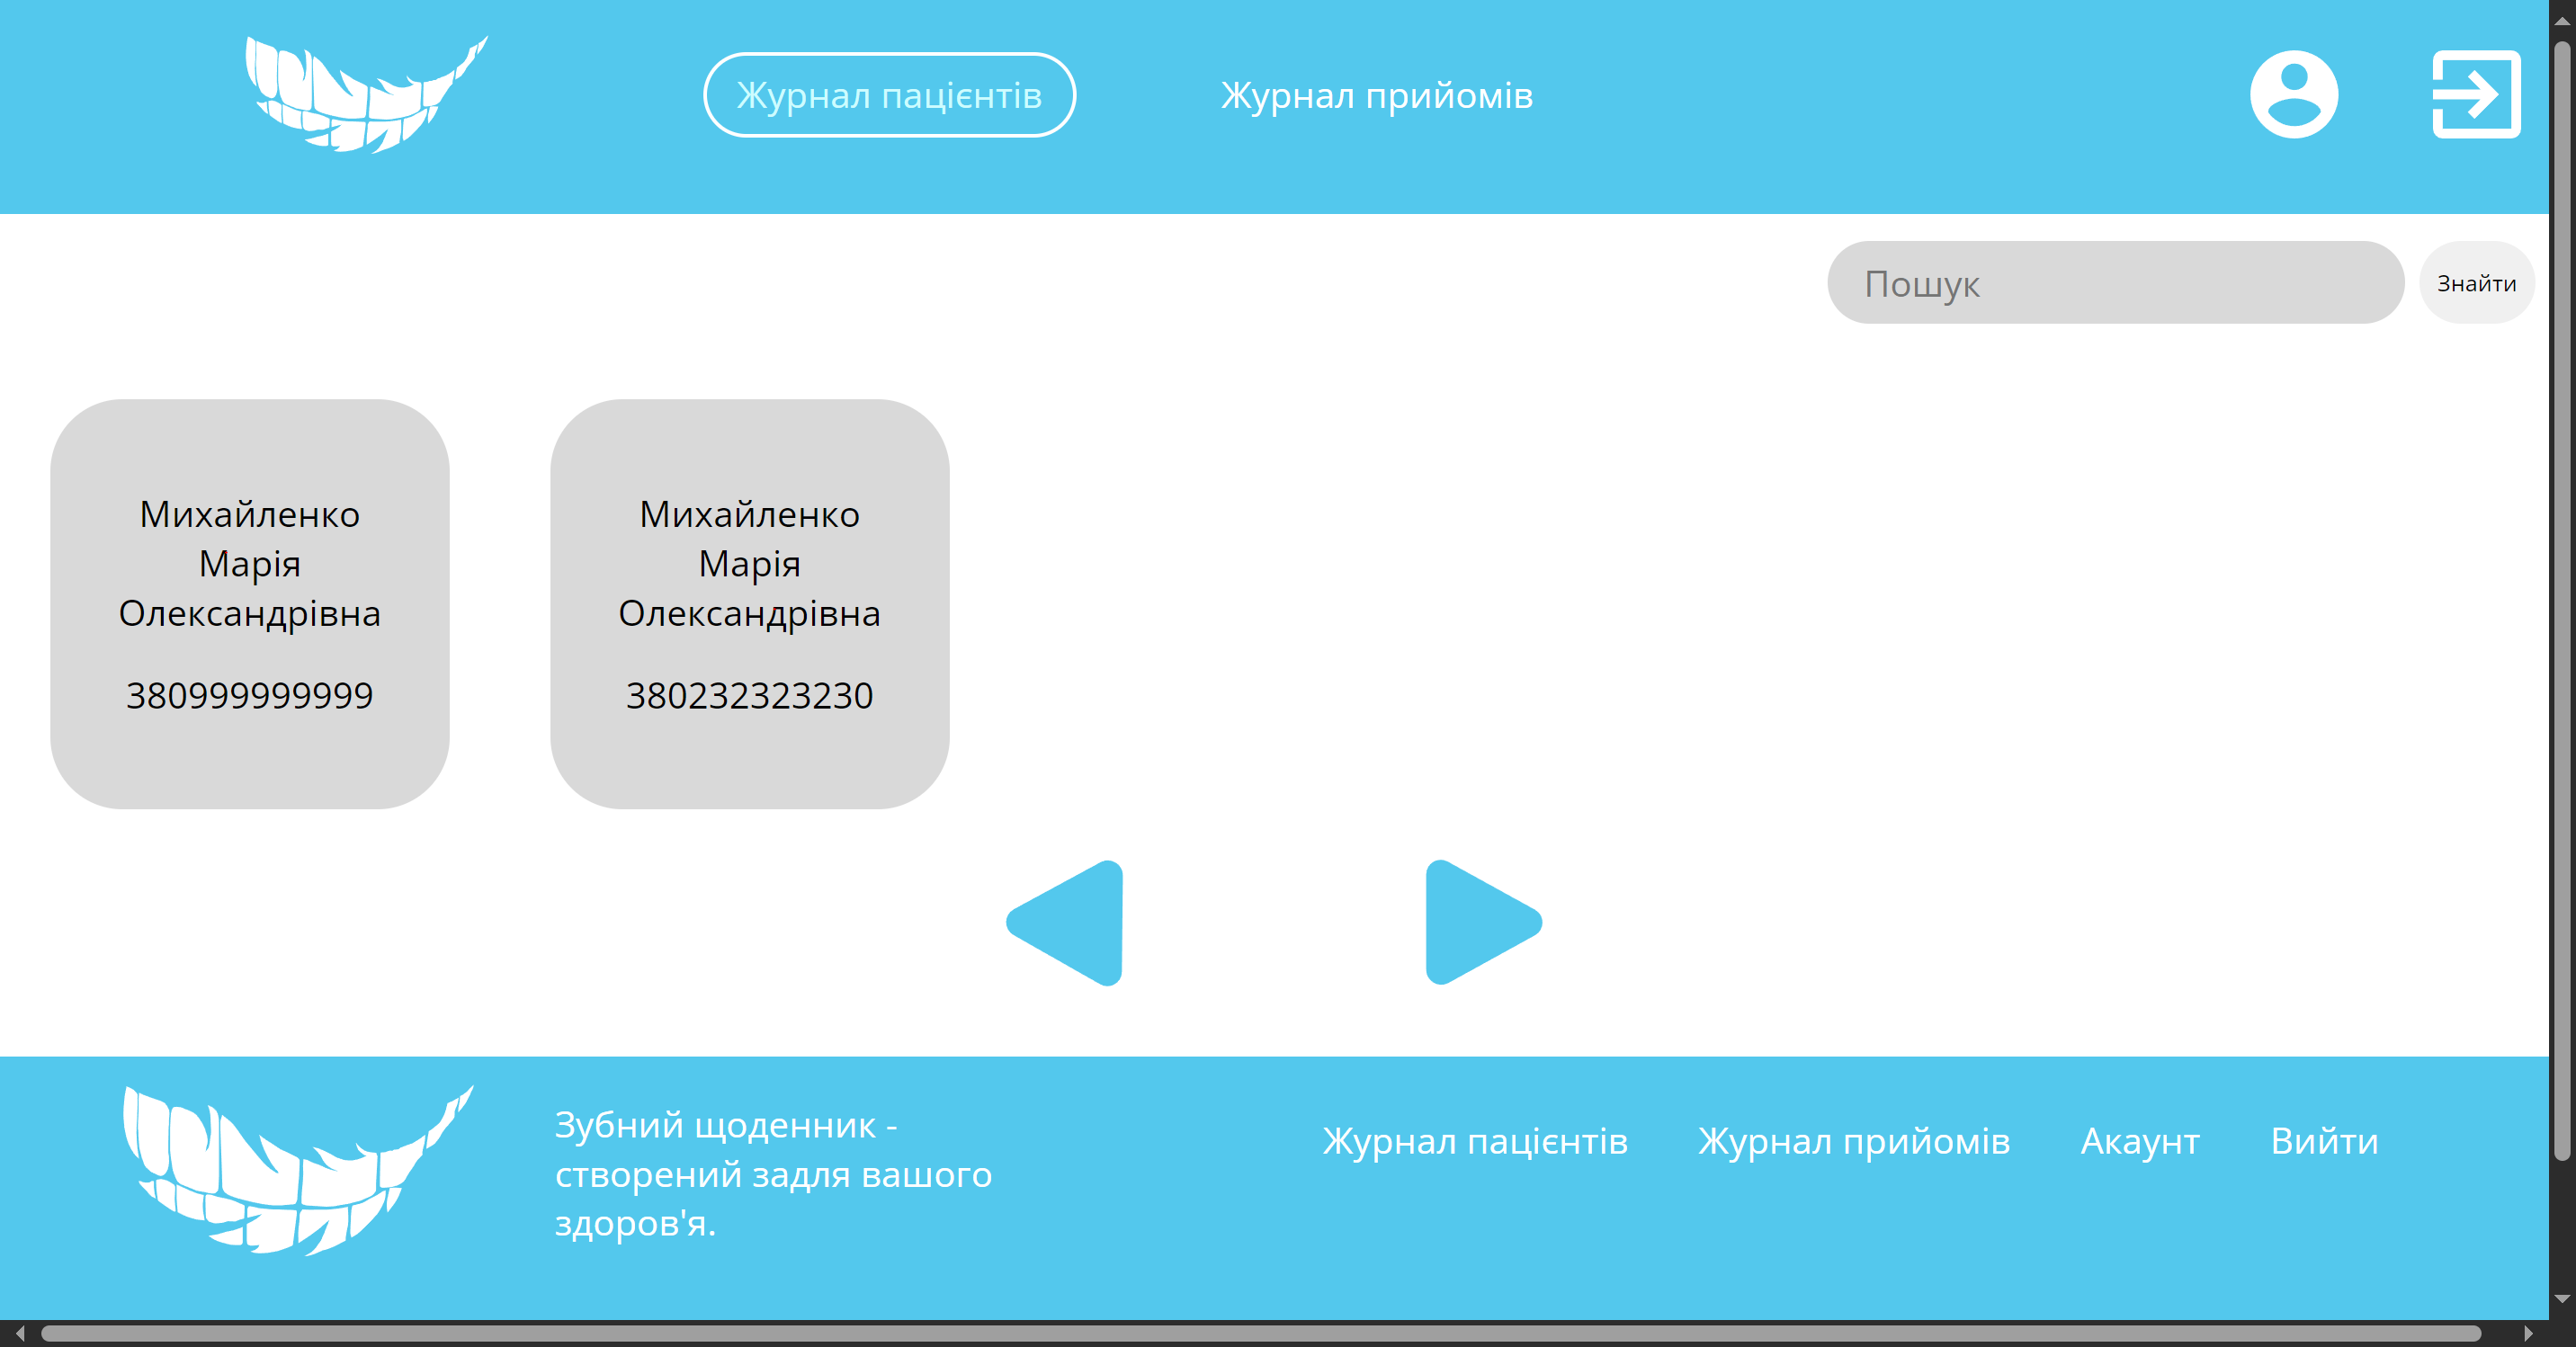 Журнал пацієнтів
Журнал прийомів
Пошук
Знайти
Михайленко
Марія
Олександрівна
380999999999
Михайленко
Марія
Олександрівна
380232323230
Зубний щоденник -
створений задля вашого
здоров'я.
Журнал пацієнтів
Журнал прийомів
Акаунт
Вийти